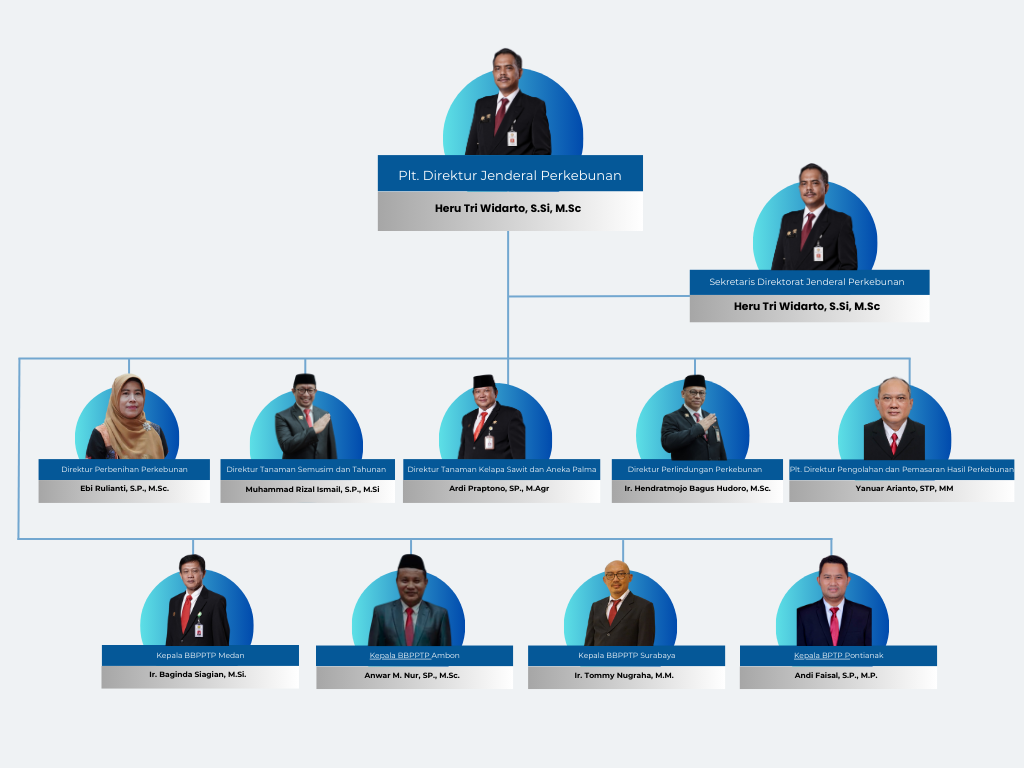 Plt. Direktur Jenderal Perkebunan
Heru Tri Widarto, S.Si, M.Sc
Sekretaris Direktorat Jenderal Perkebunan
Heru Tri Widarto, S.Si, M.Sc
Direktur Perbenihan Perkebunan
Ebi Rulianti, S.P., M.Sc.
Direktur Tanaman Semusim dan Tahunan
Muhammad Rizal Ismail, S.P., M.Si
Direktur Tanaman Kelapa Sawit dan Aneka Palma
Ardi Praptono, SP., M.Agr
Direktur Perlindungan Perkebunan
Ir. Hendratmojo Bagus Hudoro, M.Sc.
Plt. Direktur Pengolahan dan Pemasaran Hasil Perkebunan
Yanuar Arianto, STP, MM
Kepala BBPPTP Medan
Ir. Baginda Siagian, M.Si.
Kepala BBPPTP Ambon
Anwar M. Nur, SP., M.Sc.
Kepala BBPPTP Surabaya
Ir. Tommy Nugraha, M.M.
Kepala BPTP Pontianak
Andi Faisal, S.P., M.P.